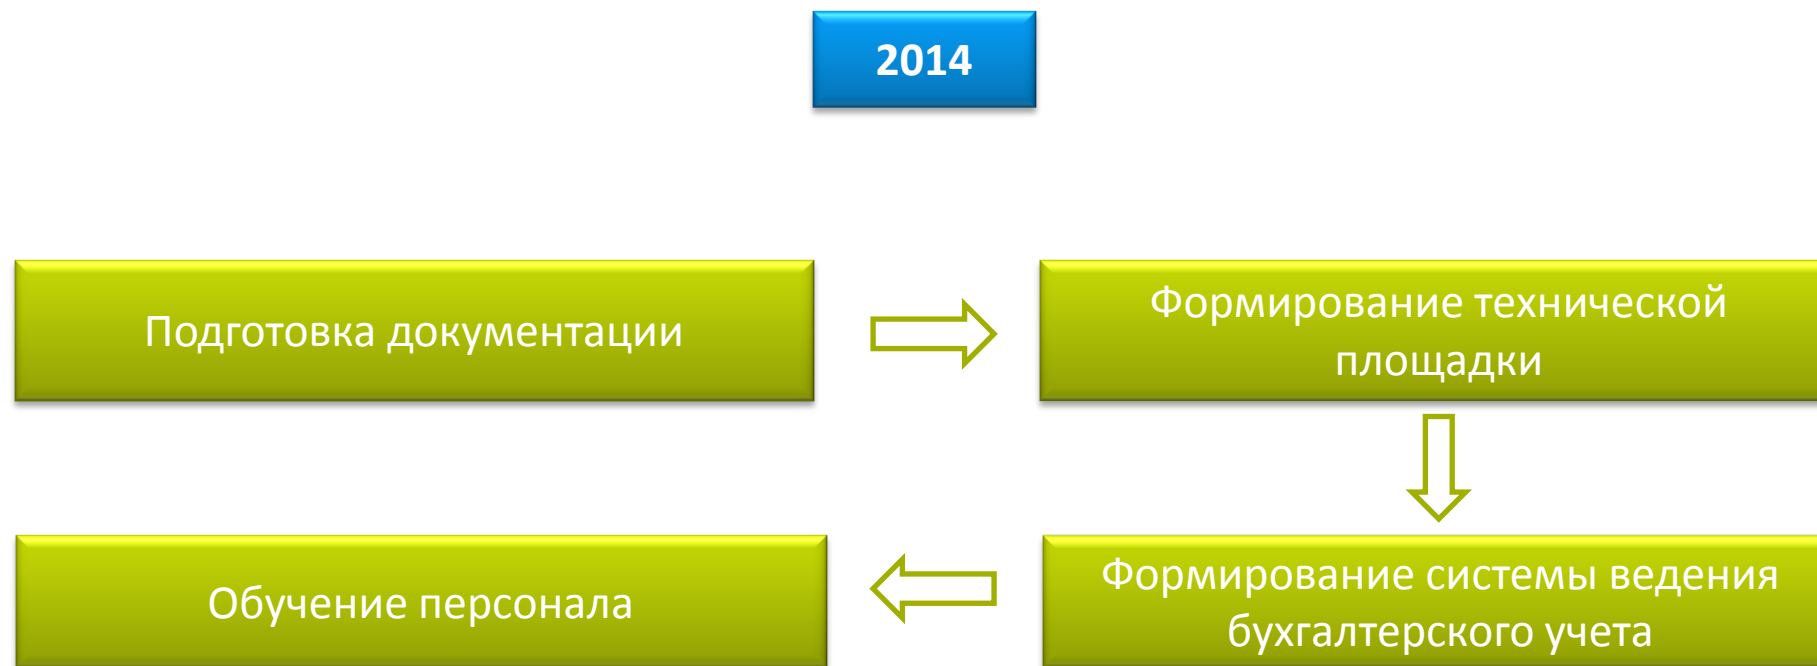 2014
Подготовка документации
Формирование технической
площадки
Обучение персонала
Формирование системы ведения
бухгалтерского учета